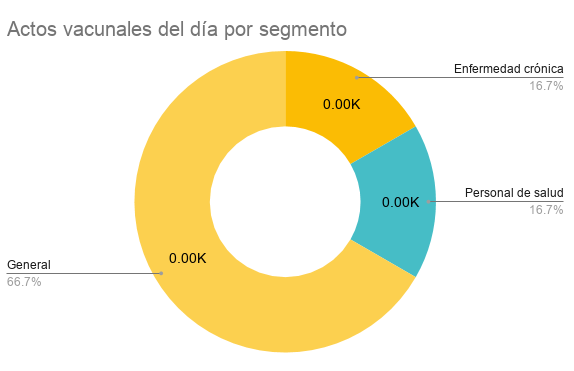 Actos vacunales del día por segmento
Enfermedad crónica
16.7%
0.00K
Personal de salud
0.00K
16.7%
0.00K
General
66.7%